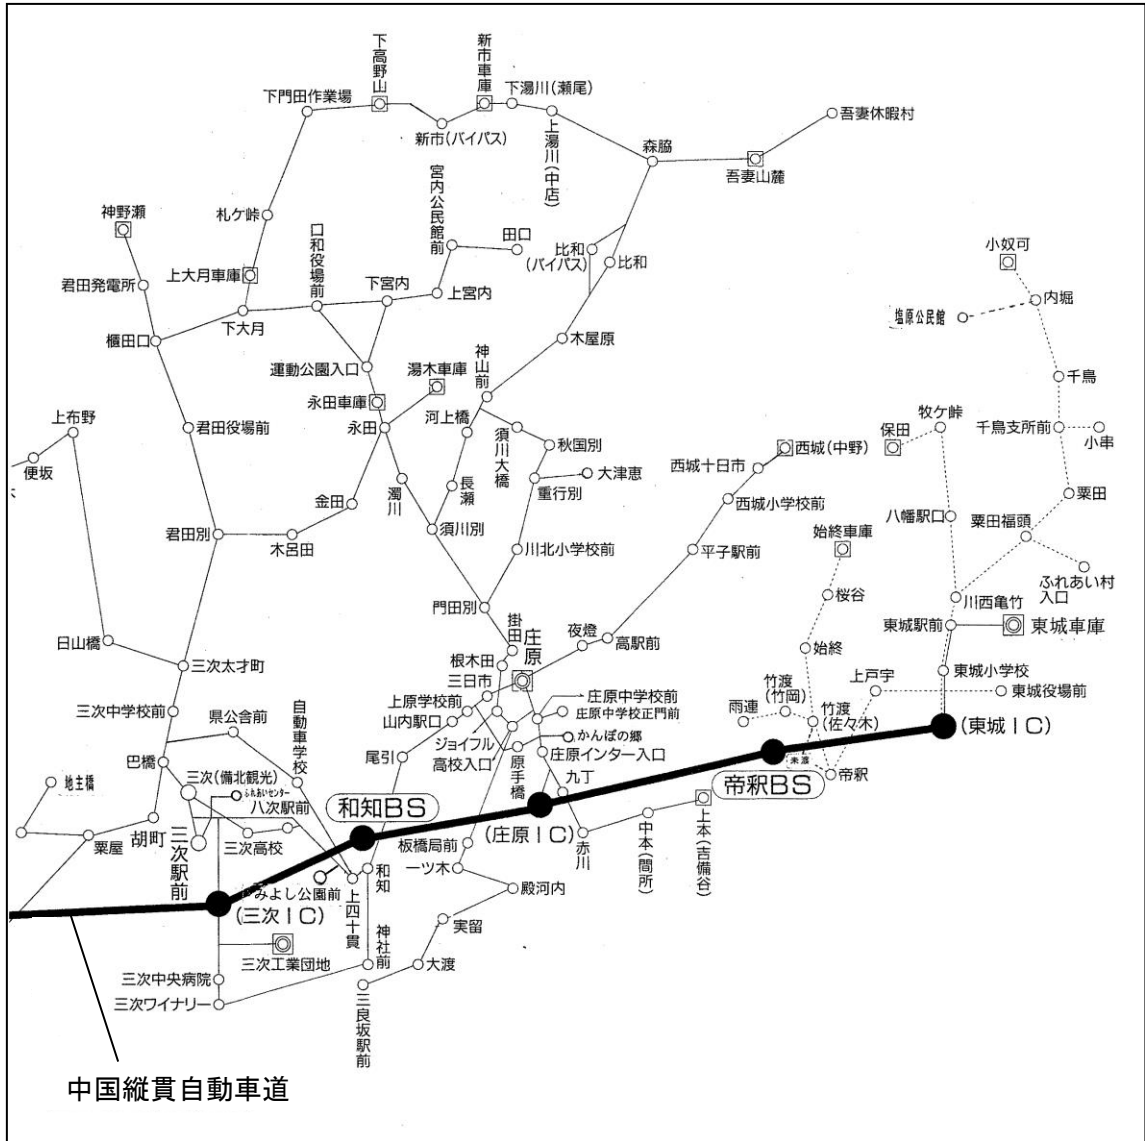 下高野山
新市車庫
下門田作業場
下湯川(瀬尾)
吾妻休暇村
新市(バイパス)
上湯川(中店)
森脇
吾妻山麓
宮内公民館前
神野瀬
札ケ峠
口和役場前
田口
比和
(バイパス)
比和
小奴可
上大月車庫
君田発電所
下宮内
上宮内
内堀
塩原公民館
下大月
櫃田口
木屋原
運動公園入口
湯木車庫
神山前
千鳥
永田車庫
上布野
君田役場前
永田
河上橋
須川大橋
秋国別
牧ケ峠
保田
千鳥支所前
小串
西城(中野)
西城十日市
便坂
大津恵
長瀬
重行別
濁川
金田
西城小学校前
粟田
君田別
木呂田
須川別
川北小学校前
平子駅前
始終車庫
八幡駅口
粟田福頭
ふれあい村
入口
桜谷
門田別
川西亀竹
掛田
庄原
夜燈
高駅前
東城駅前
東城車庫
日山橋
三次太才町
根木田
三日市
始終
上戸宇
東城小学校
東城役場前
上原学校前
山内駅口
庄原中学校前
庄原中学校正門前
竹渡
(竹岡)
雨連
竹渡
(佐々木)
三次中学校前
県公舎前
自動車学校
ジョイフル
高校入口
かんぽの郷
(東城IC)
巴橋
尾引
原手橋
庄原インター入口
未渡
帝釈
地主橋
三次(備北観光)
ふれあいセンター
八次駅前
和知BS
九丁
帝釈BS
胡町
三次駅前
三次高校
粟屋
(庄原IC)
板橋局前
赤川
中本(間所)
上本(吉備谷)
和知
一ツ木
みよし公園前
殿河内
(三次IC)
上四十貫
神社前
実留
三次工業団地
三次中央病院
大渡
三次ワイナリー
三良坂駅前
中国縦貫自動車道